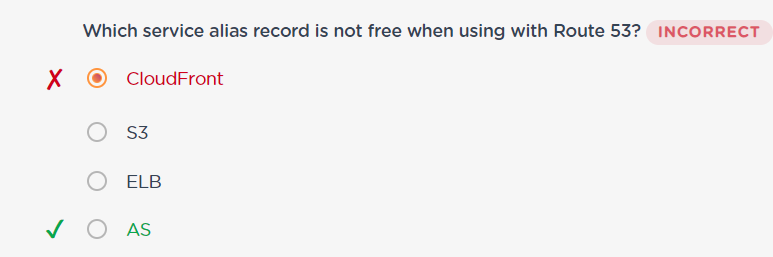 Which service alias record is not free when using with Route 53? INCORRECT
CloudFront
S3
ELB
AS